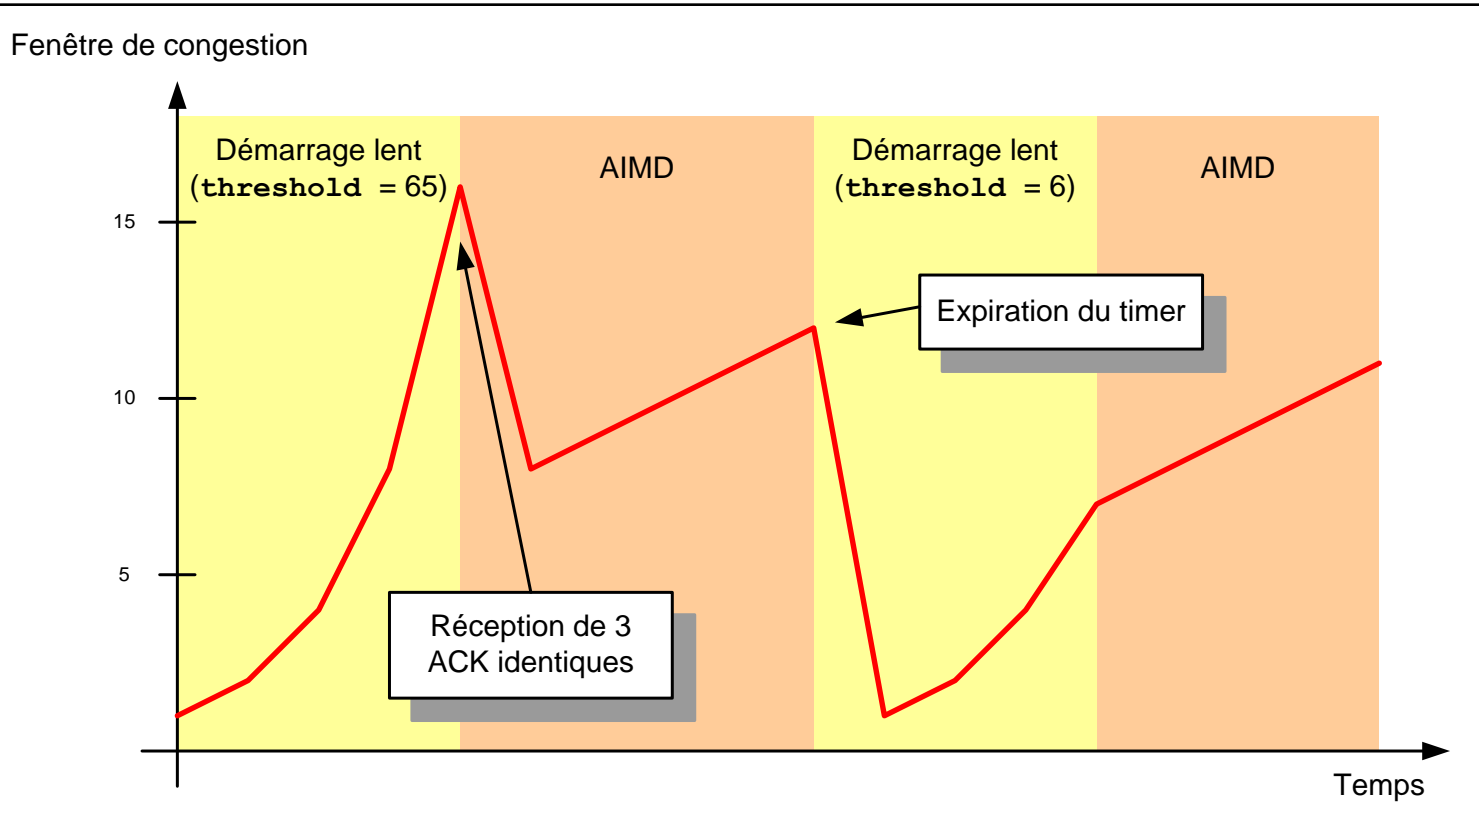 Fenêtre de congestion
Démarrage lent
(threshold = 65)
AIMD
Démarrage lent
(threshold = 6)
AIMD
15
Expiration du timer
10
5
Réception de 3
ACK identiques
Temps